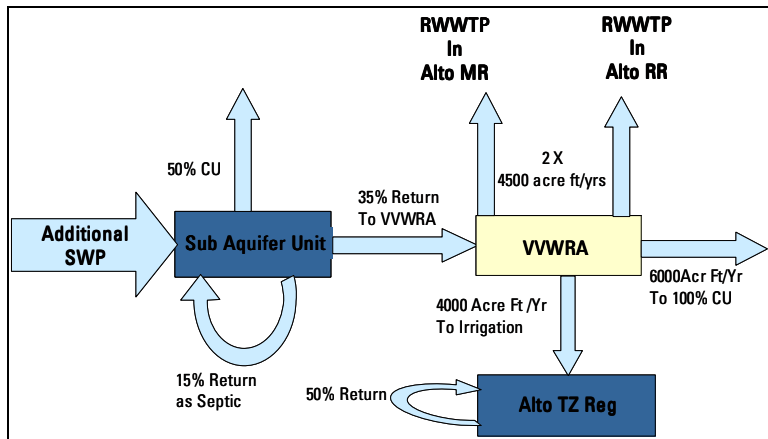 RWWTP
In
Alto MR
RWWTP
In
Alto RR
50% CU
2 X
4500 acre ft/yrs
35% Return
To VVWRA
Additional
SWP
Sub Aquifer Unit
VVWRA
6000Acr Ft/Yr
To 100% CU
4000 Acre Ft /Yr
To Irrigation
15% Return
as Septic
50% Return
Alto TZ Reg